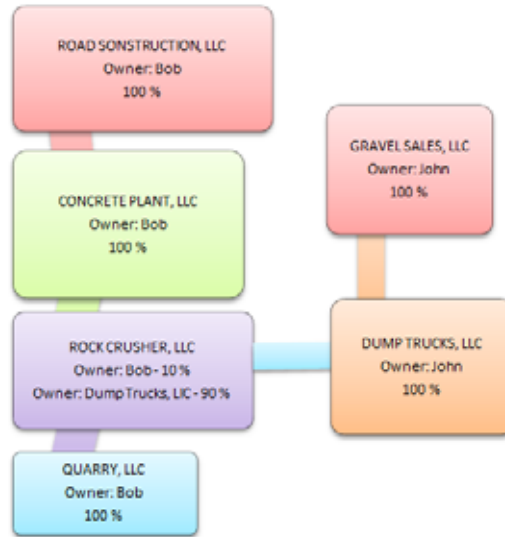 ROAD SONSTRUCTION, LLC
Owner: Bob
100 %
CONCRETE PLANT, LLC
Owner: Bob
100 %
ROCK CRUSHER, LLC
Owner: Bob - 10 %
Owner: Dump Trucks, LIC - 90 %
QUARRY, LLC
Owner: Bob
100 %
GRAVEL SALES, LLC
Owner: John
100 %
DUMP TRUCKS, LLC
Owner: John
100 %